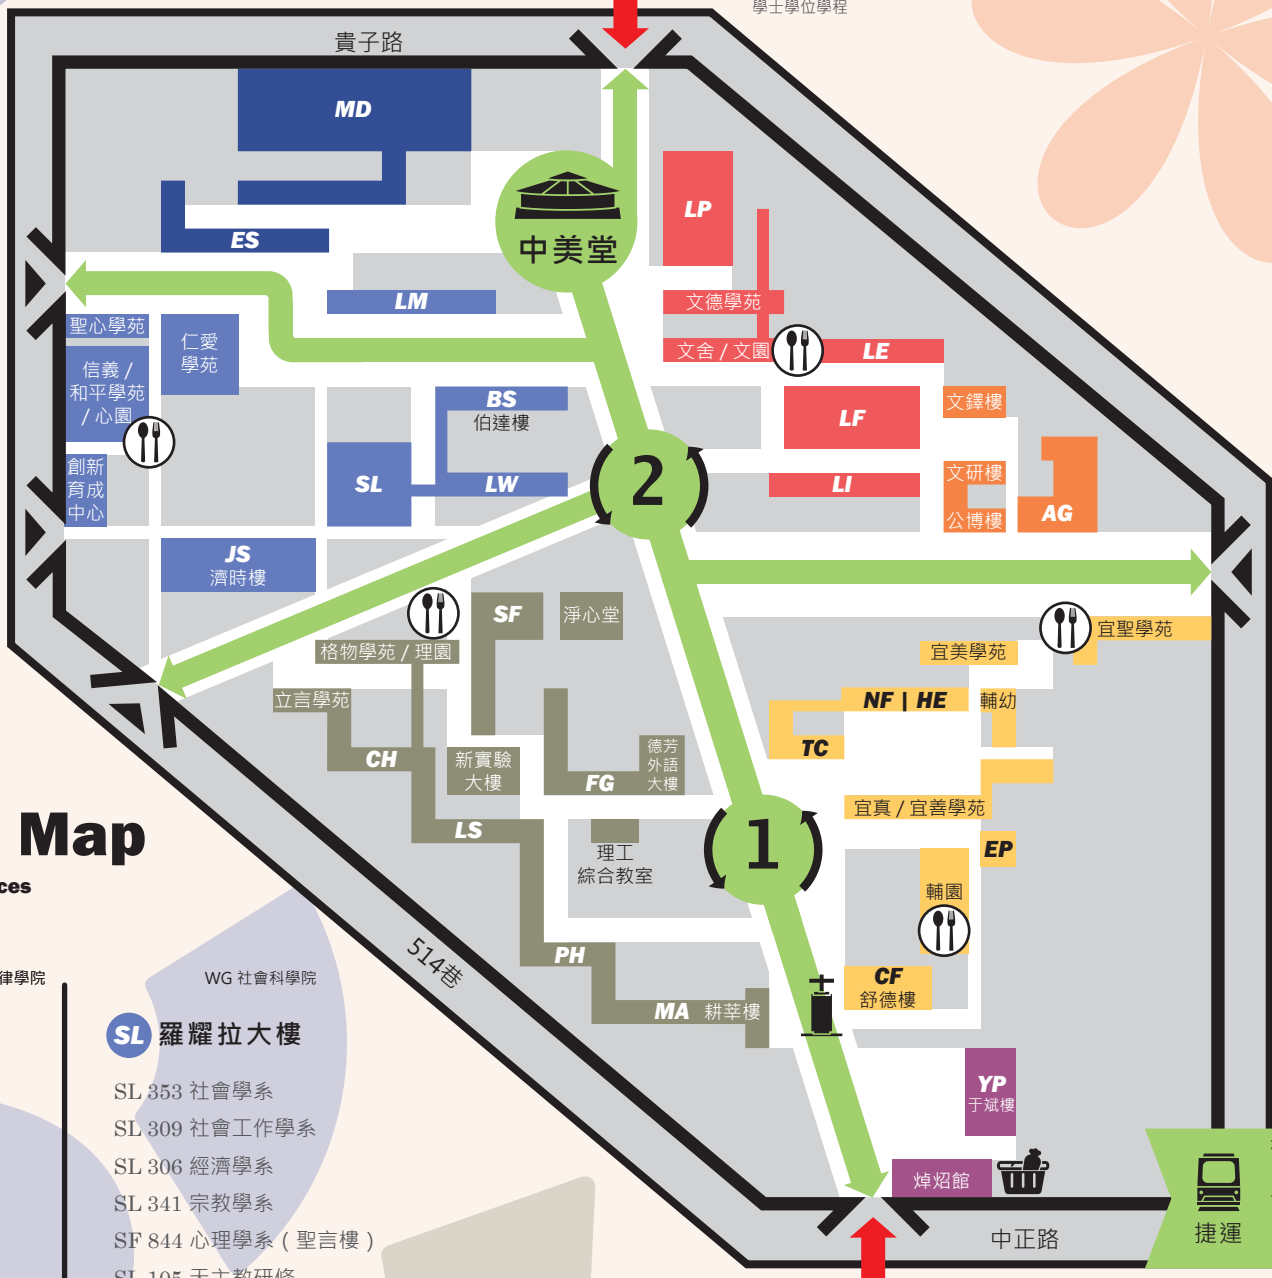 學士學位學程
貴子路
MD
LP
中美堂
ES
LM
文德學苑
聖心學苑
仁愛
學苑
文舍 / 文園
LE
信義 /
和平學苑
/ 心園
BS
伯達樓
LF
文鐸樓
2
創新
育成
中心
SL
LW
LI
文研樓
公博樓
AG
JS
濟時樓
SF
淨心堂
宜聖學苑
格物學苑 / 理園
宜美學苑
立言學苑
NF | HE
輔幼
TC
CH
新實驗
大樓
FG
德芳
外語
大樓
宜真 / 宜善學苑
Map
LS
1
EP
理工
綜合教室
ces
輔園
514巷
律學院
WG 社會科學院
PH
CF
舒德樓
MA 耕莘樓
SL 羅耀拉大樓
YP
于斌樓
SL 353 社會學系
SL 309 社會工作學系
SL 306 經濟學系
焯炤館
SL 341 宗教學系
捷運
中正路
SF 844 心理學系 ( 聖言樓 )
SL 105 天主教研修